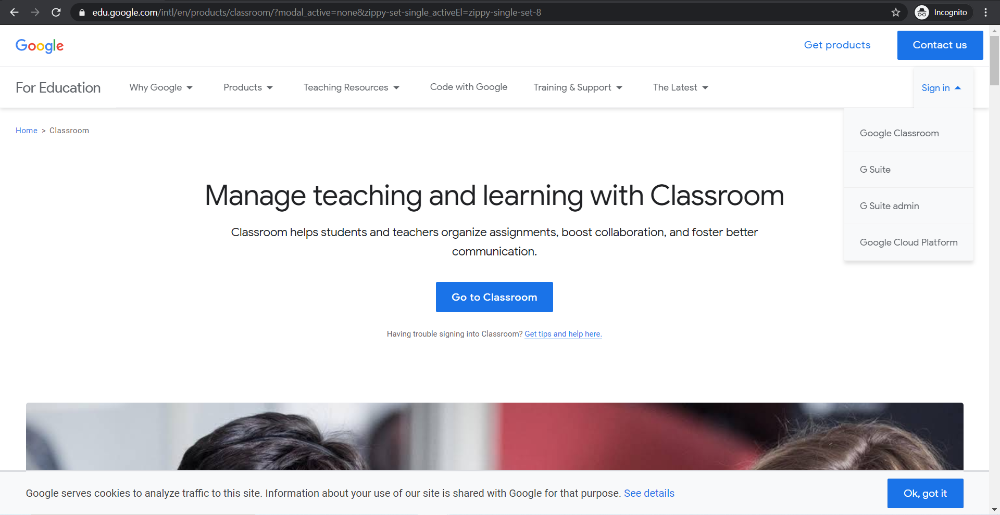 edu.google.com/intl/en/products/classroom/?modal_active=none&zippy-set-single_activeEl=zippy-single-set-8
Incognito
Google
Get products
Contact us
For Education
Why Google
Products
Teaching Resources
Code with Google
Training & Support
The Latest
Sign in
Home > Classroom
Google Classroom
G Suite
G Suite admin
Google Cloud Platform
Manage teaching and learning with Classroom
Classroom helps students and teachers organize assignments, boost collaboration, and foster better
communication.
Go to Classroom
Having trouble signing into Classroom? Get tips and help here.
Google serves cookies to analyze traffic to this site. Information about your use of our site is shared with Google for that purpose. See details
Ok, got it